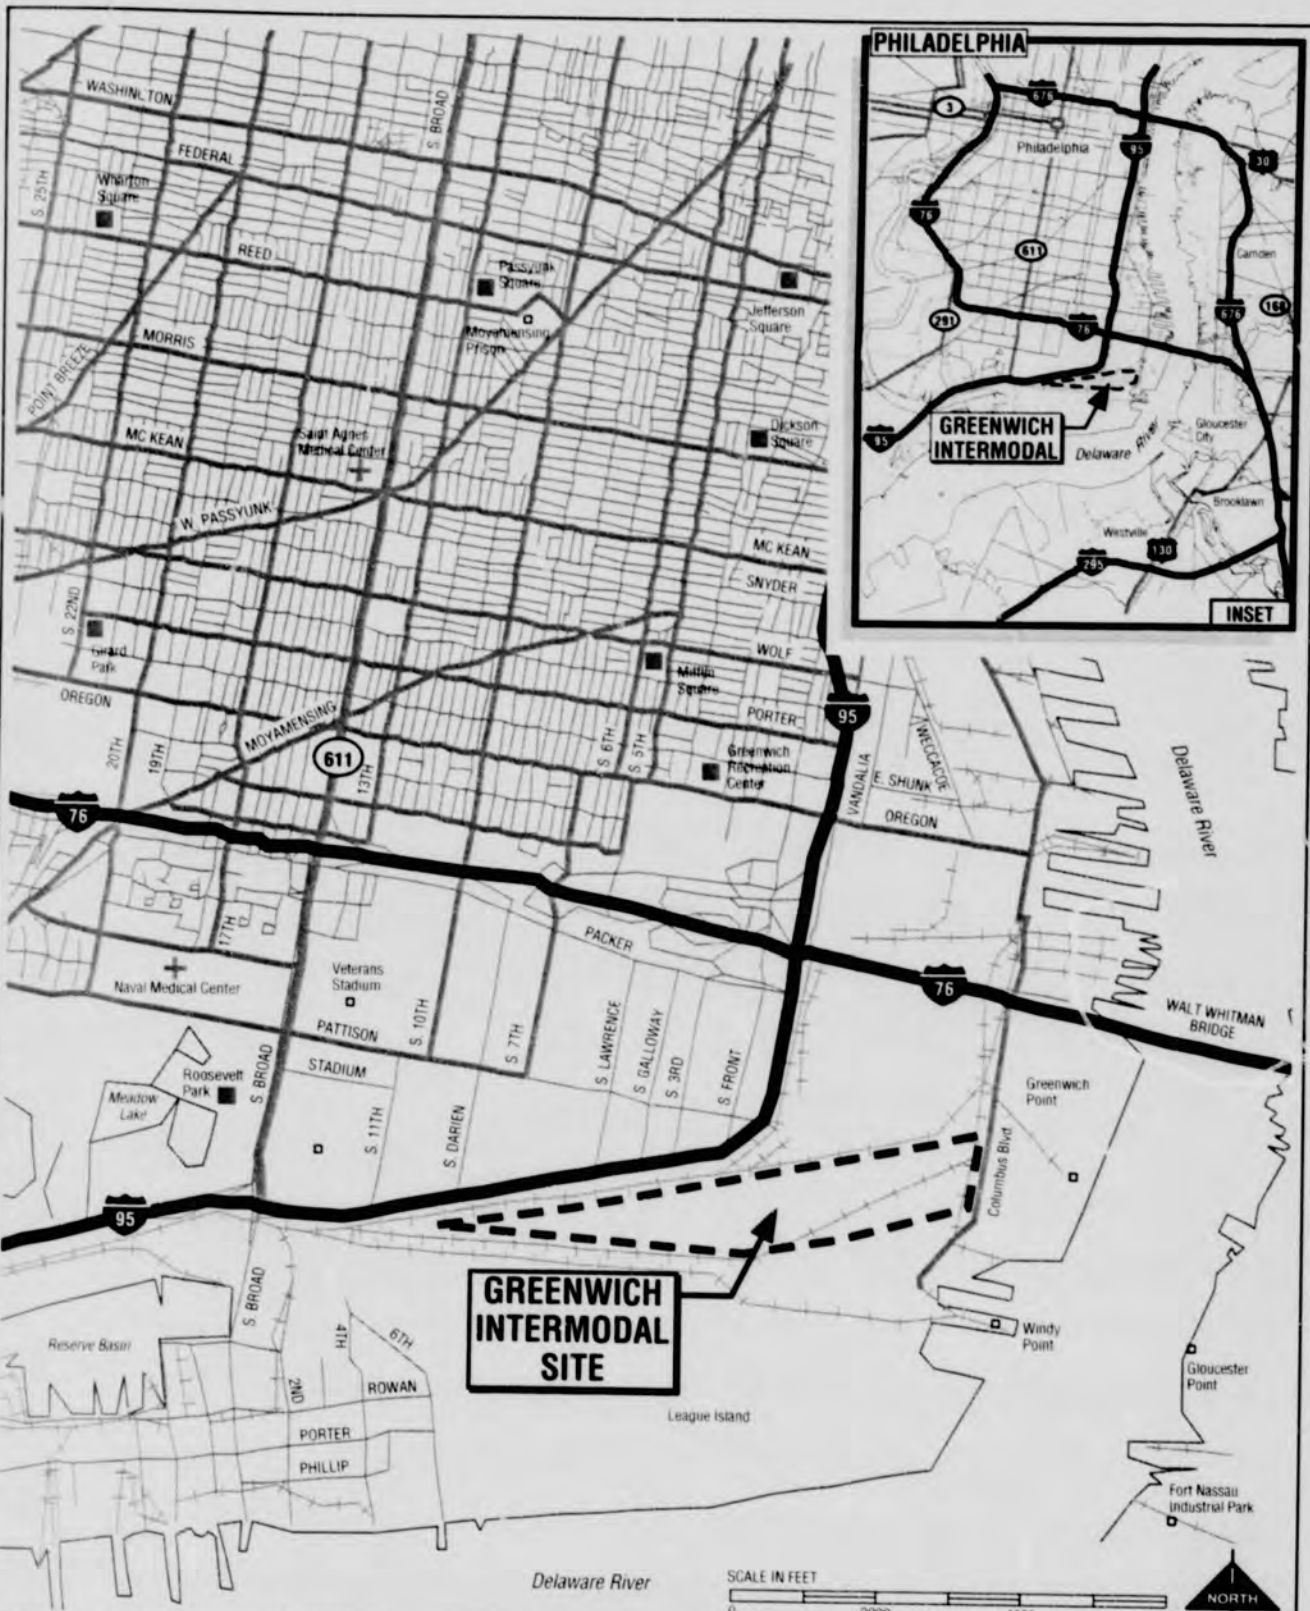 WASHINGTON
FEDERAL
S. BROAD
S. 25TH
Wharton
Square
REED
Passyunk
Square
Moyamensing
Prison
Jefferson
Square
MORRIS
POINT BREEZE
MC KEAN
Saint Agnes
Medical Center
Dickson
Square
W. PASSYUNK
MC KEAN
SNYDER
S. 22ND
Girard
Park
WOLF
Mifflin
Square
OREGON
MOYAMENSING
PORTER
611
20TH
19TH
13TH
S. 6TH
S. 5TH
Greenwich
Recreation
Center
95
VANDALIA
WECCACOE
E. SHUNK
OREGON
Delaware River
76
17TH
PACKER
Naval Medical Center
Veterans
Stadium
PATTISON
S. 10TH
S. 7TH
S. LAWRENCE
S. GALLOWAY
S. 3RD
S. FRONT
76
WALT WHITMAN
BRIDGE
STADIUM
Roosevelt
Park
Meadow
Lake
S. BROAD
S. 11TH
S. DARIEN
Greenwich
Point
Columbus Blvd.
95
GREENWICH
INTERMODAL
SITE
S. BROAD
Reserve Basin
4TH
6TH
2ND
ROWAN
PORTER
PHILLIP
League Island
Windy
Point
Gloucester
Point
Fort Nassau
Industrial Park
Delaware River
SCALE IN FEET
0
NORTH
PHILADELPHIA
3
676
Philadelphia
95
30
76
611
Camden
291
76
676
168
GREENWICH
INTERMODAL
Delaware River
Gloucester
City
95
Brooklawn
Westville
130
295
INSET